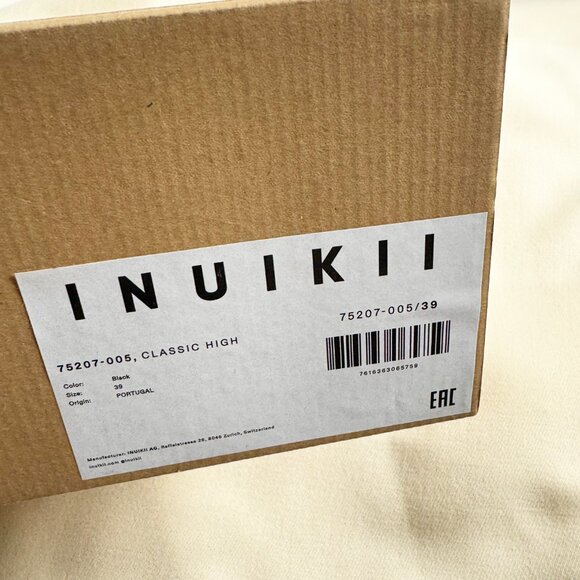 INUIKII
75207-005, CLASSIC HIGH
Color: Black
Size: 39
Origin: PORTUGAL
75207-005/39
7616363065759
EAC
Manufacturer: INUIKII AG, Raffelstrasse 28, 8045 Zurich, Switzerland
inuikii.com @inuikii